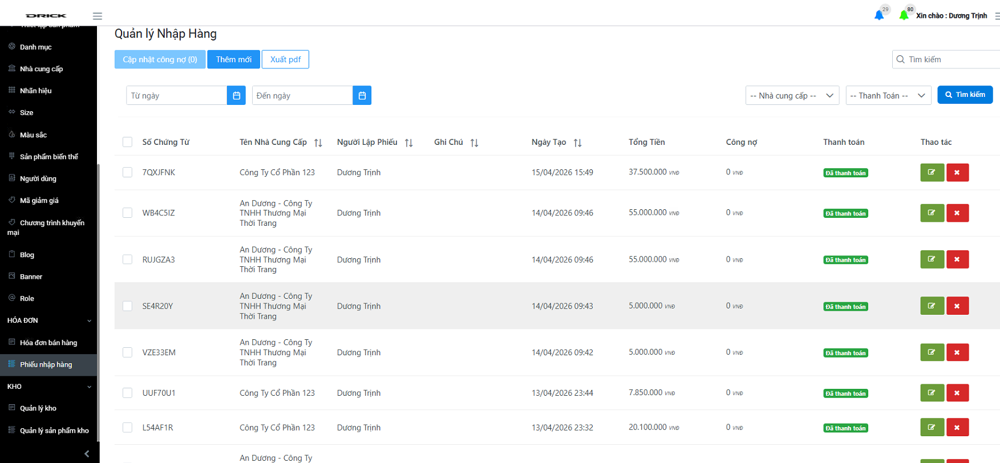 DRICK
29
80
Xin chào : Dương Trịnh
Thiết lập sản phẩm
Danh mục
Nhà cung cấp
Nhãn hiệu
Size
Màu sắc
Sản phẩm biến thể
Người dùng
Mã giảm giá
Chương trình khuyến
mại
Blog
Banner
Role
HÓA ĐƠN
Hóa đơn bán hàng
Phiếu nhập hàng
KHO
Quản lý kho
Quản lý sản phẩm kho
Quản lý Nhập Hàng
Cập nhật công nợ (0)
Thêm mới
Xuất pdf
Tìm kiếm
Từ ngày
Đến ngày
-- Nhà cung cấp --
-- Thanh Toán --
Tìm kiếm
Số Chứng Từ
Tên Nhà Cung Cấp
Người Lập Phiếu
Ghi Chú
Ngày Tạo
Tổng Tiền
Công nợ
Thanh toán
Thao tác
7QXJFNK
Công Ty Cổ Phần 123
Dương Trịnh
15/04/2026 15:49
37.500.000 VNĐ
0 VNĐ
Đã thanh toán
WB4C5IZ
An Dương - Công Ty
TNHH Thương Mại
Thời Trang
Dương Trịnh
14/04/2026 09:46
55.000.000 VNĐ
0 VNĐ
Đã thanh toán
RUJGZA3
An Dương - Công Ty
TNHH Thương Mại
Thời Trang
Dương Trịnh
14/04/2026 09:46
55.000.000 VNĐ
0 VNĐ
Đã thanh toán
SE4R20Y
An Dương - Công Ty
TNHH Thương Mại
Thời Trang
Dương Trịnh
14/04/2026 09:43
5.000.000 VNĐ
0 VNĐ
Đã thanh toán
VZE33EM
An Dương - Công Ty
TNHH Thương Mại
Thời Trang
Dương Trịnh
14/04/2026 09:42
5.000.000 VNĐ
0 VNĐ
Đã thanh toán
UUF70U1
Công Ty Cổ Phần 123
Dương Trịnh
13/04/2026 23:44
7.850.000 VNĐ
0 VNĐ
Đã thanh toán
L54AF1R
Công Ty Cổ Phần 123
Dương Trịnh
13/04/2026 23:32
20.100.000 VNĐ
0 VNĐ
Đã thanh toán
An Dương - Công Ty